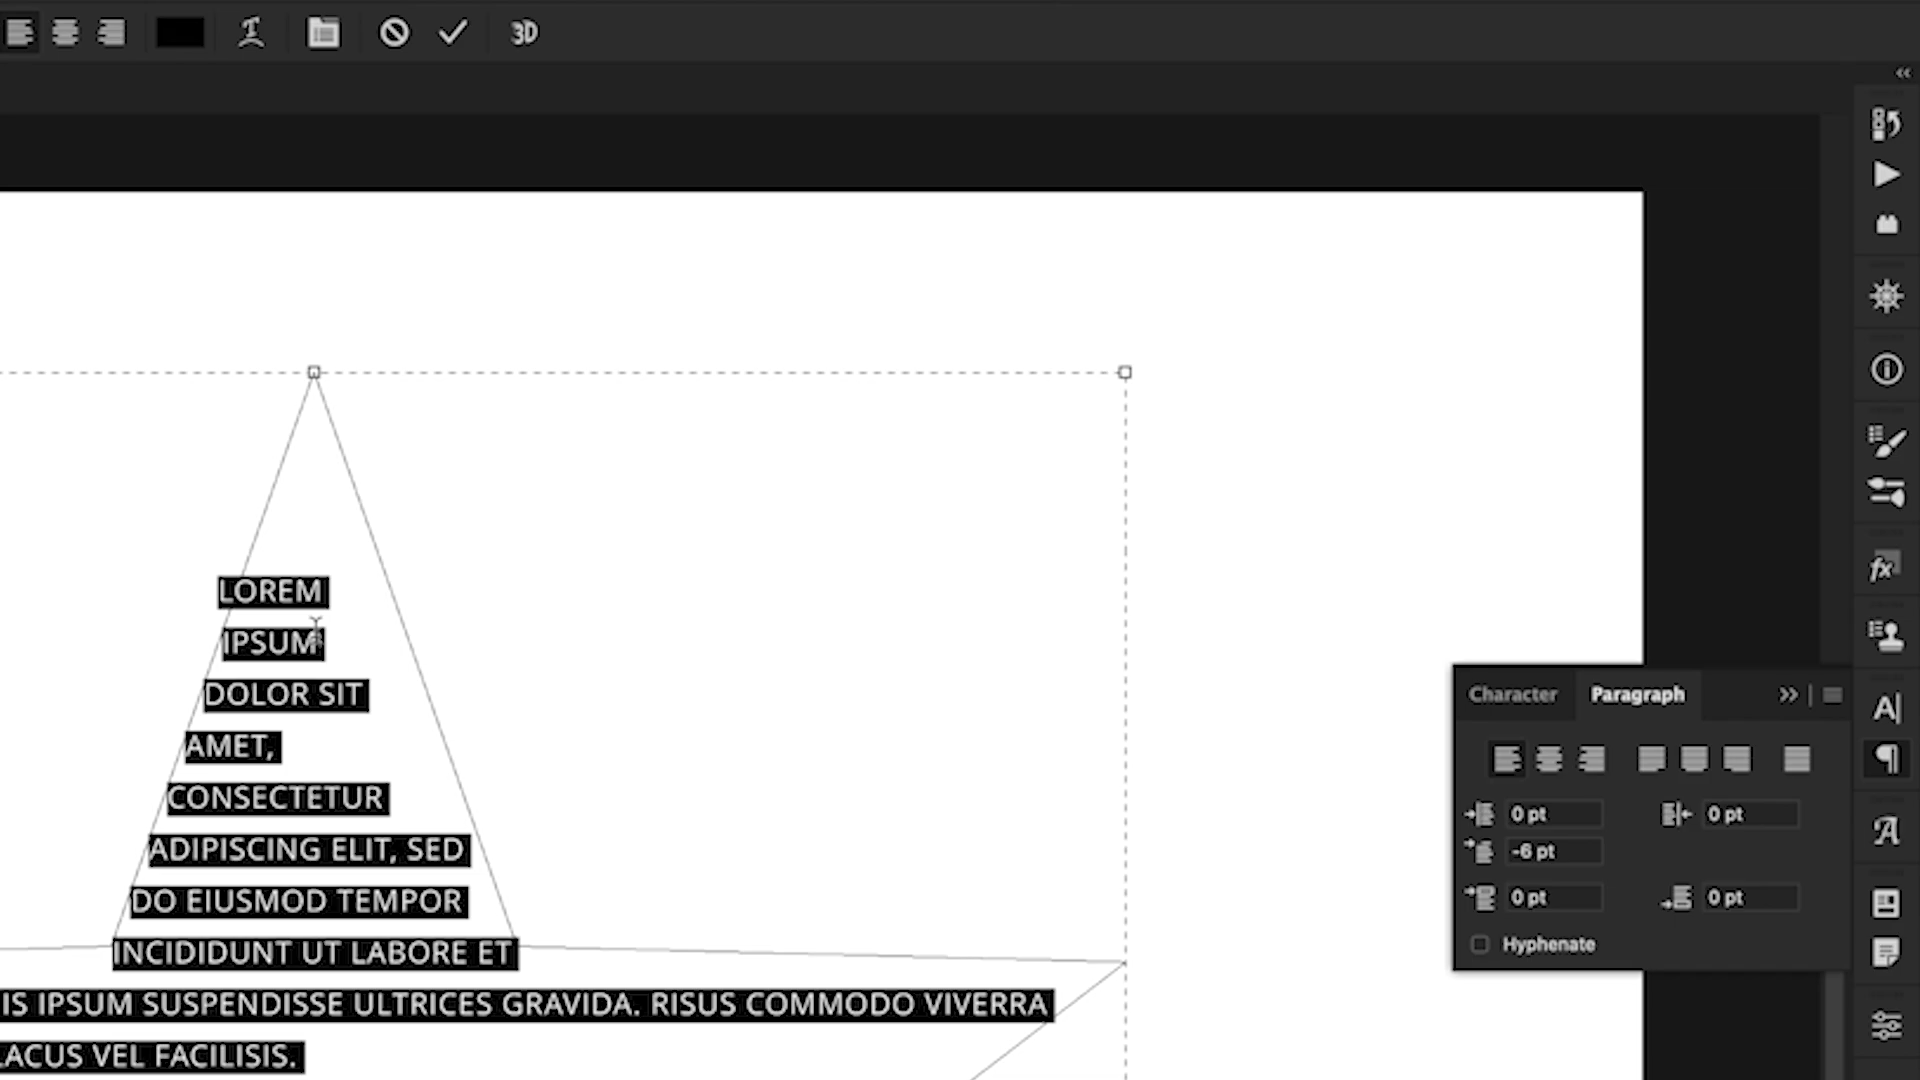 3D
LOREM
IPSUM
DOLOR SIT
AMET,
CONSECTETUR
ADIPISCING ELIT, SED
DO EIUSMOD TEMPOR
INCIDIDUNT UT LABORE ET
IS IPSUM SUSPENDISSE ULTRICES GRAVIDA. RISUS COMMODO VIVERRA
LACUS VEL FACILISIS.
Character Paragraph
0 pt 0 pt
-6 pt
0 pt 0 pt
Hyphenate